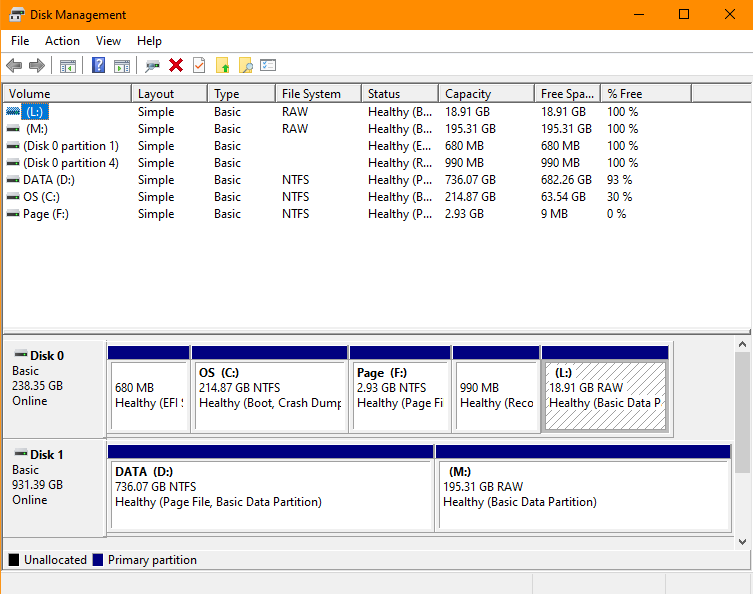 Disk Management
File Action View Help
Volume Layout Type File System Status Capacity Free Spa... % Free
(L:) Simple Basic RAW Healthy (B... 18.91 GB 18.91 GB 100 %
(M:) Simple Basic RAW Healthy (B... 195.31 GB 195.31 GB 100 %
(Disk 0 partition 1) Simple Basic Healthy (E... 680 MB 680 MB 100 %
(Disk 0 partition 4) Simple Basic Healthy (R... 990 MB 990 MB 100 %
DATA (D:) Simple Basic NTFS Healthy (P... 736.07 GB 682.26 GB 93 %
OS (C:) Simple Basic NTFS Healthy (B... 214.87 GB 63.54 GB 30 %
Page (F:) Simple Basic NTFS Healthy (P... 2.93 GB 9 MB 0 %
Disk 0
Basic
238.35 GB
Online
680 MB
Healthy (EFI S
OS (C:)
214.87 GB NTFS
Healthy (Boot, Crash Dump
Page (F:)
2.93 GB NTFS
Healthy (Page Fi
990 MB
Healthy (Reco
(L:)
18.91 GB RAW
Healthy (Basic Data P
Disk 1
Basic
931.39 GB
Online
DATA (D:)
736.07 GB NTFS
Healthy (Page File, Basic Data Partition)
(M:)
195.31 GB RAW
Healthy (Basic Data Partition)
Unallocated Primary partition